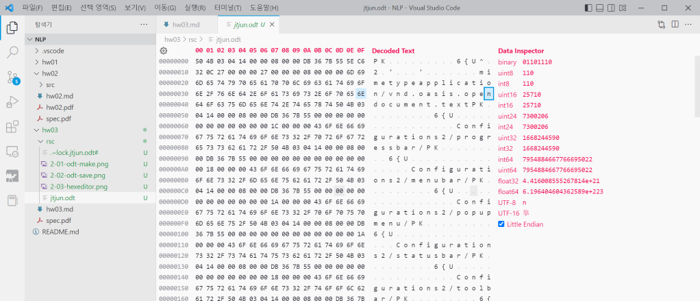 파일(F) 편집(E) 선택 영역(S) 보기(V) 이동(G) 실행(R) 터미널(T) 도움말(H)
jtjun.odt - NLP - Visual Studio Code
탐색기
NLP
.vscode
hw01
hw02
src
hw02.md
hw02.pdf
spec.pdf
hw03
rsc
.~lock.jtjun.odt#
2-01-odt-make.png
2-02-odt-save.png
2-03-hexeditor.png
jtjun.odt U
hw03.md
spec.pdf
README.md
hw03.md jtjun.odt U
hw03 > rsc > jtjun.odt
00 01 02 03 04 05 06 07 08 09 0A 0B 0C 0D 0E 0F Decoded Text
00000000 50 4B 03 04 14 00 00 08 00 00 DB 36 7B 55 5E C6 P K . . . . . . . . . 6 { U ^ .
00000010 32 0C 27 00 00 00 27 00 00 00 08 00 00 00 6D 69 2 . ' . . . ' . . . . . . . m i
00000020 6D 65 74 79 70 65 61 70 70 6C 69 63 61 74 69 6F m e t y p e a p p l i c a t i o
00000030 6E 2F 76 6E 64 2E 6F 61 73 69 73 2E 6F 70 65 6E n / v n d . o a s i s . o p e n
00000040 64 6F 63 75 6D 65 6E 74 2E 74 65 78 74 50 4B 03 d o c u m e n t . t e x t P K .
00000050 04 14 00 00 08 00 00 DB 36 7B 55 00 00 00 00 00 . . . . . . . . 6 { U . . . . .
00000060 00 00 00 00 00 00 00 1C 00 00 00 43 6F 6E 66 69 . . . . . . . . . . . C o n f i
00000070 67 75 72 61 74 69 6F 6E 73 32 2F 70 72 6F 67 72 g u r a t i o n s 2 / p r o g r
00000080 65 73 73 62 61 72 2F 50 4B 03 04 14 00 00 08 00 e s s b a r / P K . . . . . . .
00000090 00 DB 36 7B 55 00 00 00 00 00 00 00 00 00 00 00 . . 6 { U . . . . . . . . . . .
000000A0 00 18 00 00 00 43 6F 6E 66 69 67 75 72 61 74 69 . . . . . C o n f i g u r a t i
000000B0 6F 6E 73 32 2F 6D 65 6E 75 62 61 72 2F 50 4B 03 o n s 2 / m e n u b a r / P K .
000000C0 04 14 00 00 08 00 00 DB 36 7B 55 00 00 00 00 00 . . . . . . . . 6 { U . . . . .
000000D0 00 00 00 00 00 00 00 1A 00 00 00 43 6F 6E 66 69 . . . . . . . . . . . C o n f i
000000E0 67 75 72 61 74 69 6F 6E 73 32 2F 70 6F 70 75 70 g u r a t i o n s 2 / p o p u p
000000F0 6D 65 6E 75 2F 50 4B 03 04 14 00 00 08 00 00 DB m e n u / P K . . . . . . . . .
00000100 36 7B 55 00 00 00 00 00 00 00 00 00 00 00 00 1A 6 { U . . . . . . . . . . . . .
00000110 00 00 00 43 6F 6E 66 69 67 75 72 61 74 69 6F 6E . . . C o n f i g u r a t i o n
00000120 73 32 2F 73 74 61 74 75 73 62 61 72 2F 50 4B 03 s 2 / s t a t u s b a r / P K .
00000130 04 14 00 00 08 00 00 DB 36 7B 55 00 00 00 00 00 . . . . . . . . 6 { U . . . . .
00000140 00 00 00 00 00 00 00 18 00 00 00 43 6F 6E 66 69 . . . . . . . . . . . C o n f i
00000150 67 75 72 61 74 69 6F 6E 73 32 2F 74 6F 6F 6C 62 g u r a t i o n s 2 / t o o l b
00000160 61 72 2F 50 4B 03 04 14 00 00 08 00 00 DB 36 7B a r / P K . . . . . . . . . 6 {
Data Inspector
binary 01101110
uint8 110
int8 110
uint16 25710
int16 25710
uint24 7300206
int24 7300206
uint32 1668244590
int32 1668244590
int64 7954884667766695022
uint64 7954884667766695022
float32 4.416008555267814e+21
float64 6.196404604362589e+223
UTF-8 n
UTF-16
Little Endian